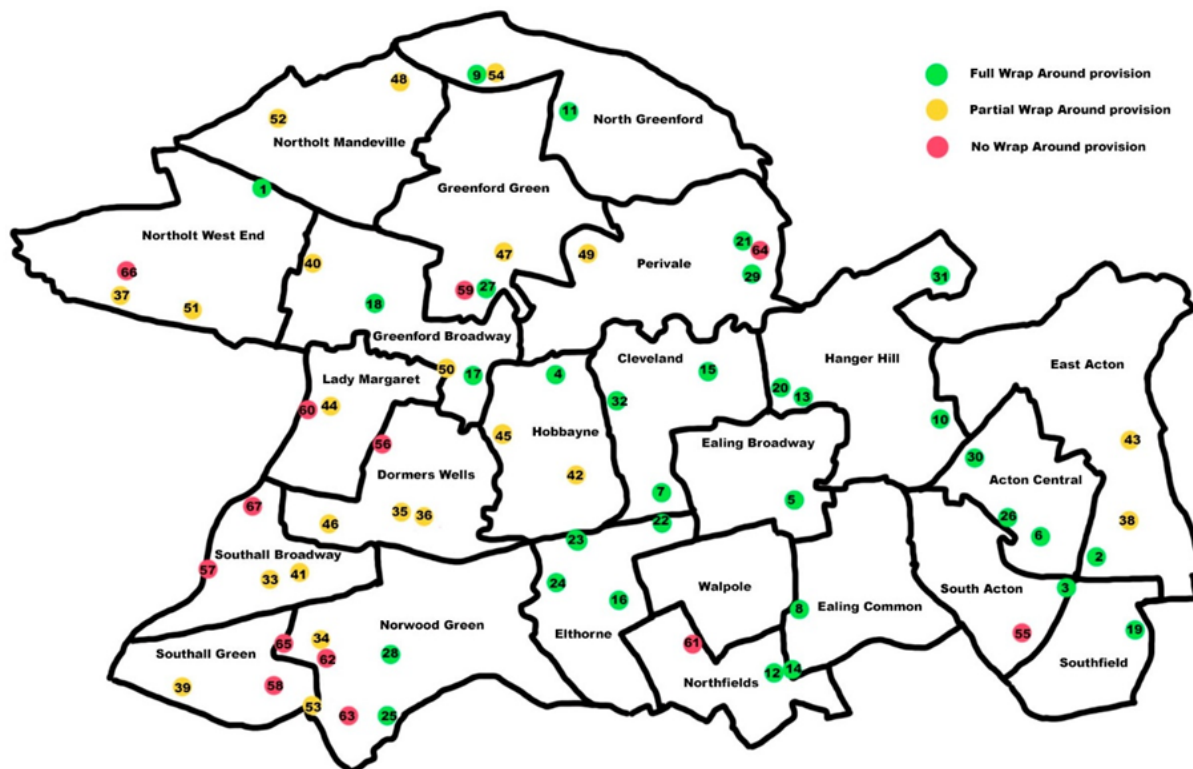 9
54
48
Full Wrap Around provision
11
52
North Greenford
Partial Wrap Around provision
Northolt Mandeville
No Wrap Around provision
1
Greenford Green
Northolt West End
21
64
47
49
40
Perivale
66
29
31
59
27
37
18
51
Greenford Broadway
Cleveland
Hanger Hill
East Acton
50
17
4
15
Lady Margaret
20
13
32
60
44
10
45
Hobbayne
Ealing Broadway
43
56
30
Dormers Wells
42
Acton Central
7
5
67
35
36
26
46
22
38
6
23
Southall Broadway
2
57
33
41
24
Walpole
South Acton
3
16
8
Ealing Common
Norwood Green
Elthorne
19
34
55
65
61
Southall Green
62
28
Southfield
12
14
39
58
Northfields
53
63
25